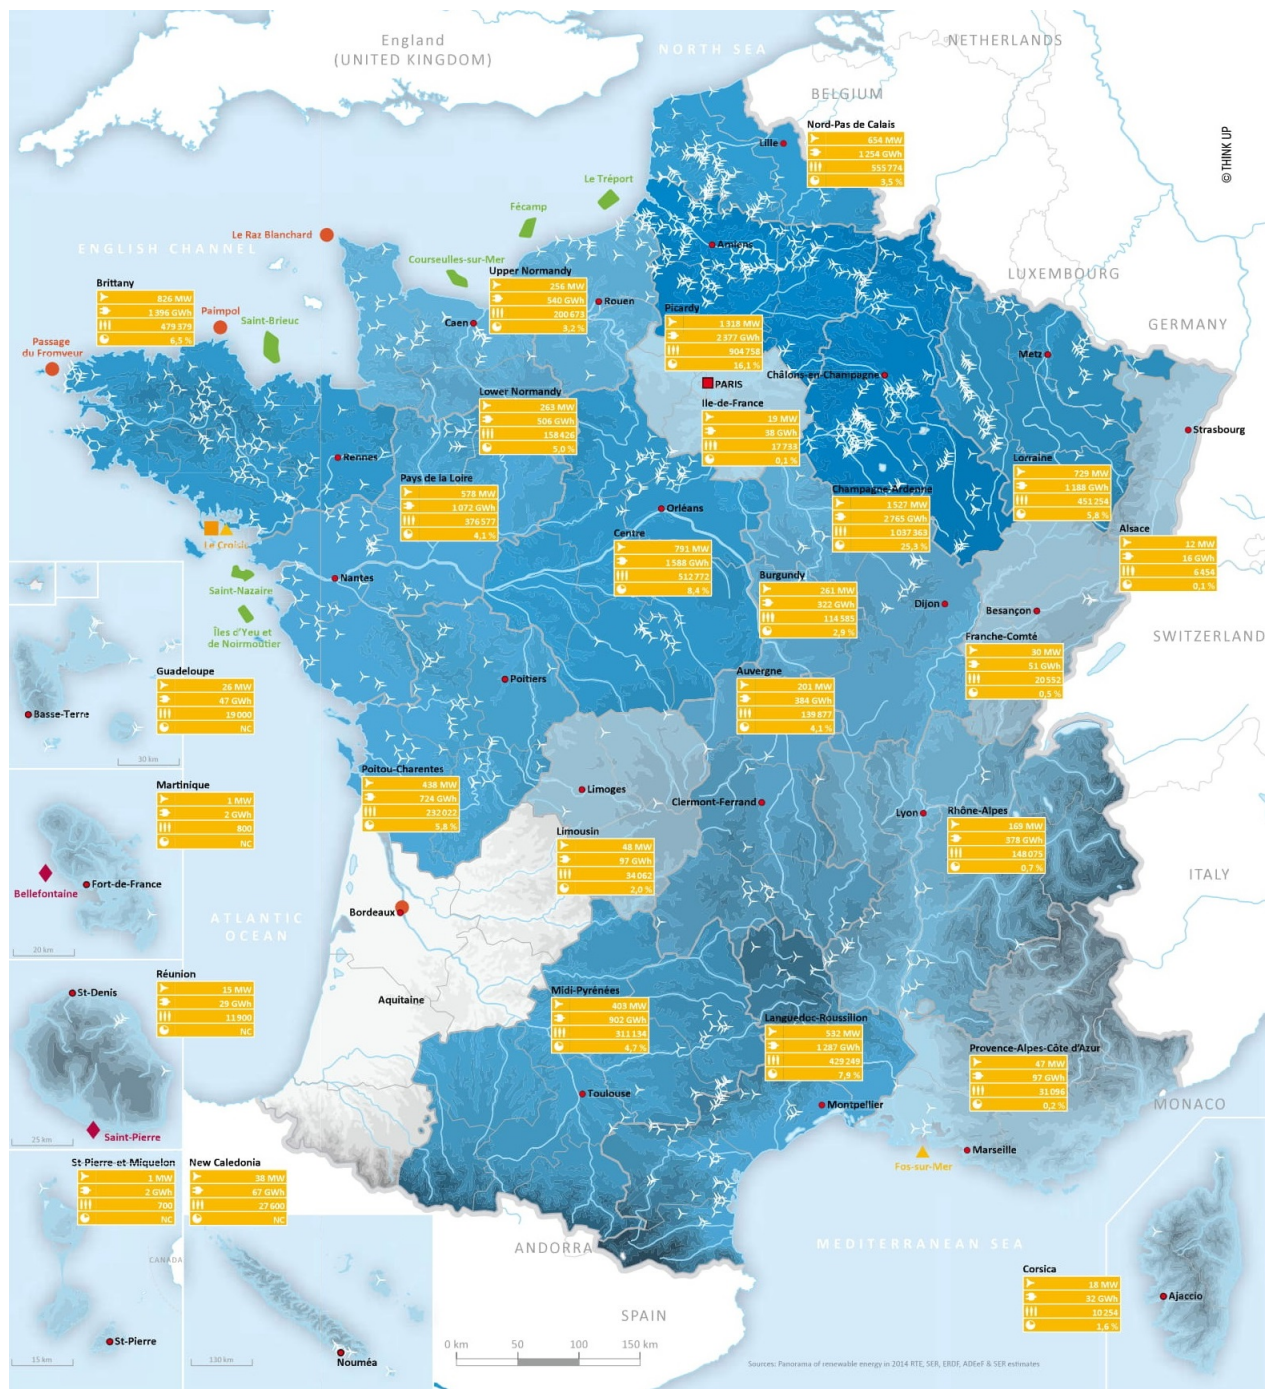 England
(UNITED KINGDOM)
NORTH SEA
NETHERLANDS
BELGIUM
© THINK UP
Nord-Pas de Calais
654 MW
1 254 GWh
555 774
3,5 %
Lille
Le Tréport
Fécamp
Le Raz Blanchard
ENGLISH CHANNEL
Courseulles-sur-Mer
Amiens
LUXEMBOURG
Upper Normandy
256 MW
540 GWh
200 673
3,2 %
Rouen
Brittany
826 MW
1 396 GWh
479 379
6,5 %
Paimpol
Saint-Brieuc
Caen
Picardy
1 318 MW
2 377 GWh
904 758
16,1 %
GERMANY
Passage
du Fromveur
Metz
Châlons-en-Champagne
PARIS
Lower Normandy
263 MW
506 GWh
158 426
5,0 %
Ile-de-France
19 MW
38 GWh
17 733
0,1 %
Strasbourg
Rennes
Lorraine
729 MW
1 188 GWh
451 254
5,8 %
Pays de la Loire
578 MW
1 072 GWh
376 577
4,1 %
Champagne-Ardenne
1 527 MW
2 765 GWh
1 037 363
25,3 %
Orléans
Le Croisic
Centre
791 MW
1 588 GWh
512 772
8,4 %
Alsace
12 MW
16 GWh
6 454
0,1 %
Nantes
Saint-Nazaire
Burgundy
261 MW
322 GWh
114 585
2,9 %
Dijon
Besançon
Îles d'Yeu et
de Noirmoutier
SWITZERLAND
Franche-Comté
30 MW
51 GWh
20 552
0,5 %
Guadeloupe
26 MW
47 GWh
19 000
NC
Basse-Terre
30 km
Poitiers
Auvergne
201 MW
384 GWh
139 877
4,1 %
Poitou-Charentes
438 MW
724 GWh
232 022
5,8 %
Martinique
1 MW
2 GWh
800
NC
Limoges
Clermont-Ferrand
Lyon
Rhône-Alpes
169 MW
378 GWh
148 075
0,7 %
Limousin
48 MW
97 GWh
34 062
2,0 %
Bellefontaine
Fort-de-France
20 km
ITALY
ATLANTIC
OCEAN
Bordeaux
Réunion
15 MW
29 GWh
11 900
NC
St-Denis
Aquitaine
Midi-Pyrénées
403 MW
902 GWh
311 134
4,7 %
Languedoc-Roussillon
532 MW
1 287 GWh
429 249
7,9 %
Provence-Alpes-Côte d'Azur
47 MW
97 GWh
31 096
0,2 %
Toulouse
Montpellier
MONACO
25 km
Saint-Pierre
Marseille
Fos-sur-Mer
St Pierre-et-Miquelon
1 MW
2 GWh
700
NC
New Caledonia
38 MW
67 GWh
27 600
NC
ANDORRA
MEDITERRANEAN SEA
CANADA
Corsica
18 MW
32 GWh
10 254
1,6 %
Ajaccio
SPAIN
St-Pierre
15 km
130 km
Nouméa
0 km
50
100
150 km
Sources: Panorama of renewable energy in 2014 RTE, SER, ERDF, ADEeF & SER estimates